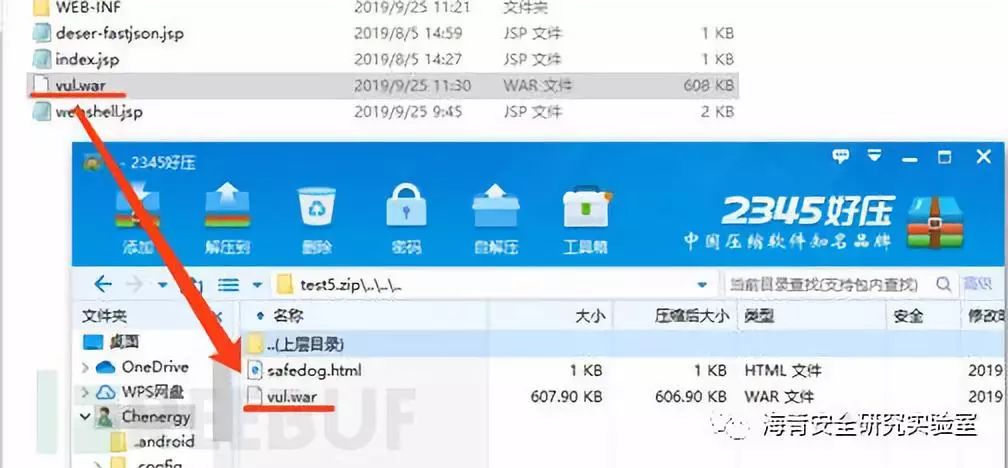 WEB-INF 2019/9/25 11:21 文件夹
deser-fastjson.jsp 2019/8/5 14:59 JSP 文件 1 KB
index.jsp 2019/8/5 14:27 JSP 文件 1 KB
vul.war 2019/9/25 11:30 WAR 文件 608 KB
webshell.jsp 2019/9/25 9:45 JSP 文件 2 KB
- 2345好压
添加 解压到 删除 密码 自解压 工具箱
2345好压
中国压缩软件知名品牌
test5.zip\..\..\.. 当前目录查找(支持包内查找) 高级
文件夹 名称 大小 压缩后大小 类型 安全 修改时
桌面 ..(上层目录)
OneDrive safedog.html 1 KB 1 KB HTML 文件 2019
WPS网盘 vul.war 607.90 KB 606.90 KB WAR 文件 2019
Chenergy
.android
.config
REEBUF
海青安全研究实验室